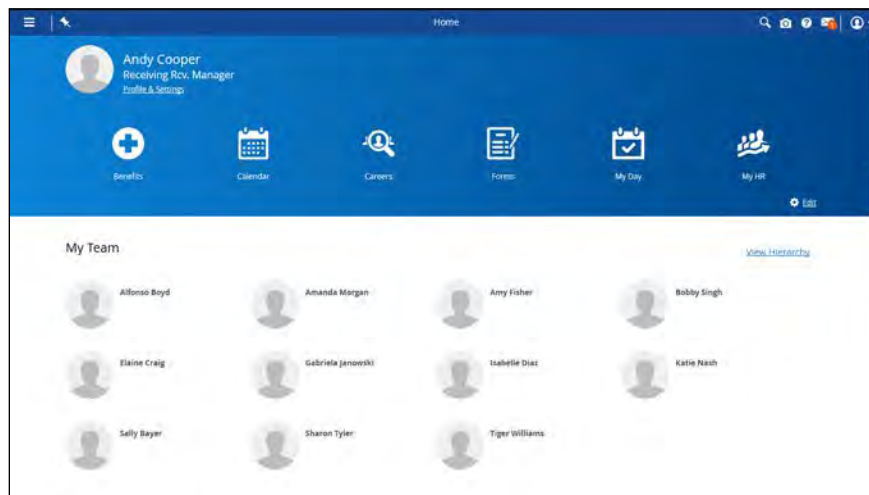 Home
Andy Cooper
Receiving Rcv. Manager
Profile & Settings
Benefits Calendar Careers Forms My Day My HR
Edit
My Team
View Hierarchy
Alfonso Boyd Amanda Morgan Amy Fisher Bobby Singh
Elaine Craig Gabriela Janowski Isabelle Diaz Katie Nash
Sally Bayer Sharon Tyler Tiger Williams